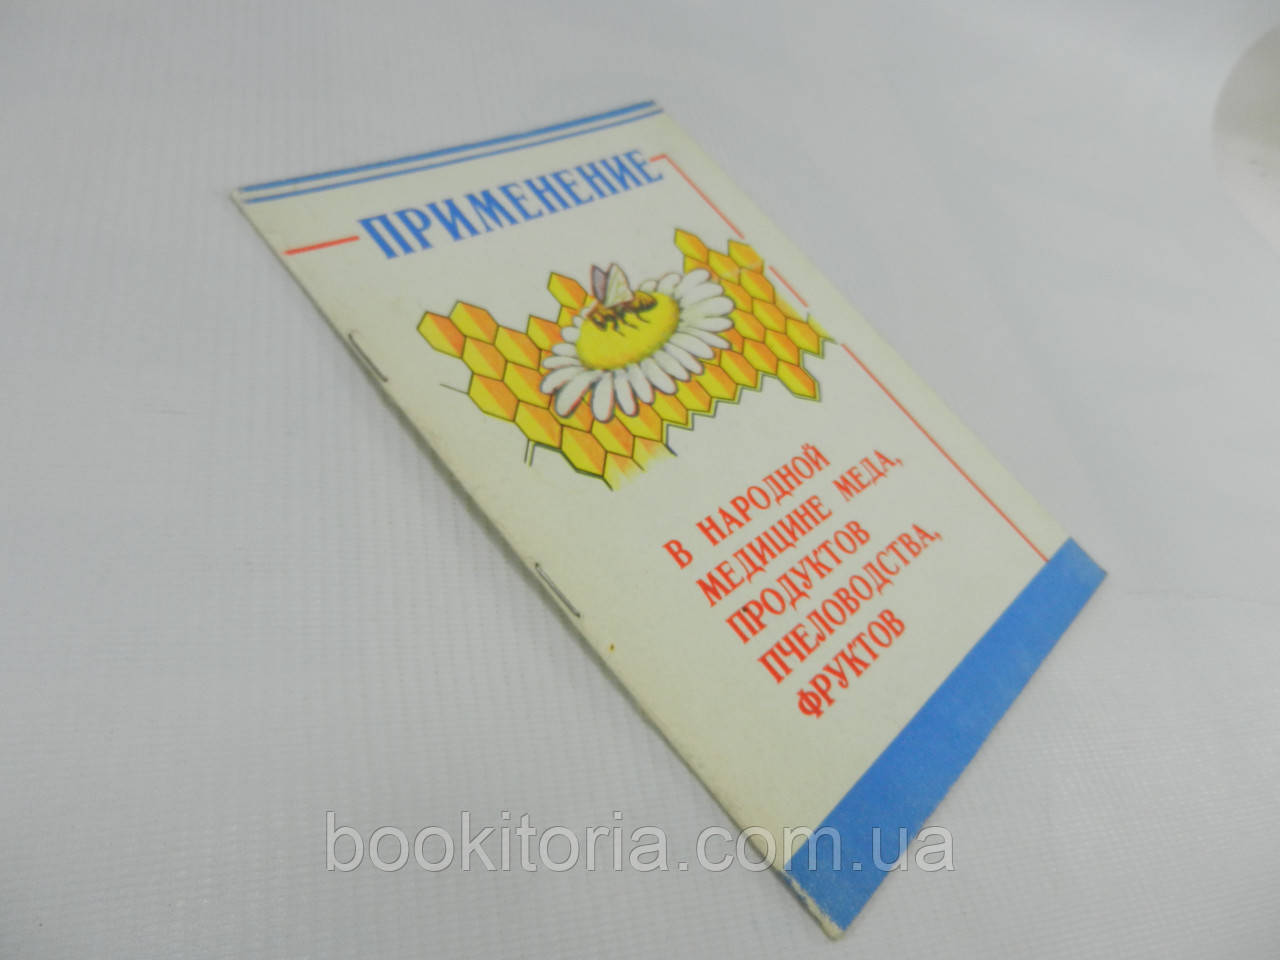 ПРИМЕНЕНИЕ
В НАРОДНОЙ
МЕДИЦИНЕ МЕДА,
ПРОДУКТОВ
ПЧЕЛОВОДСТВА,
ФРУКТОВ
bookitoria.com.ua